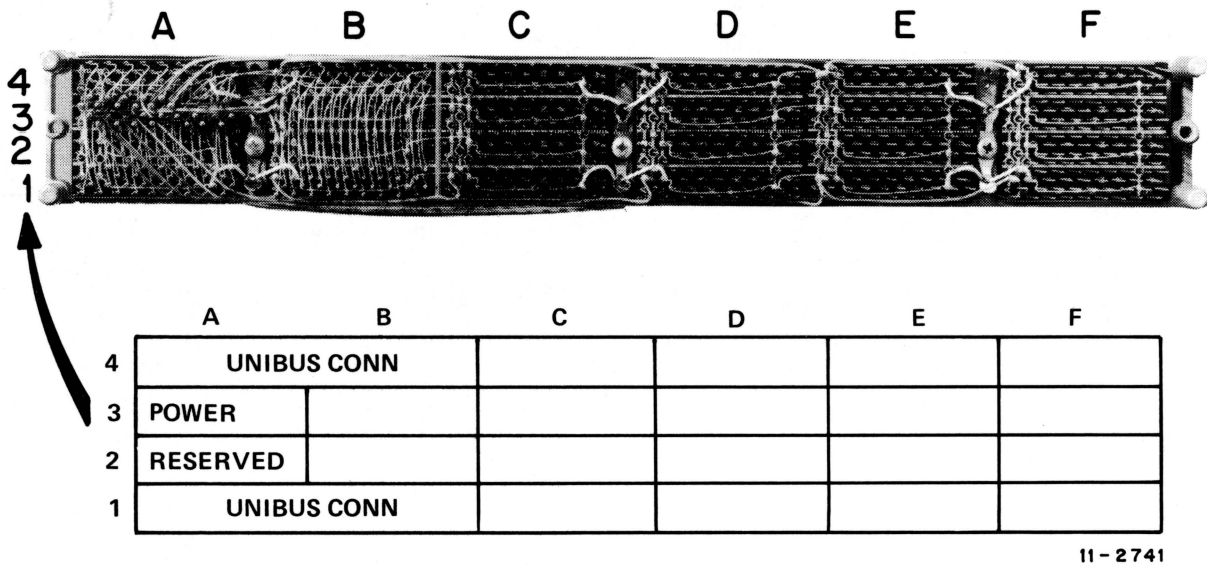 A B C D E F
4
3
2
1
A B C D E F
4 UNIBUS CONN
3 POWER
2 RESERVED
1 UNIBUS CONN
11-2741